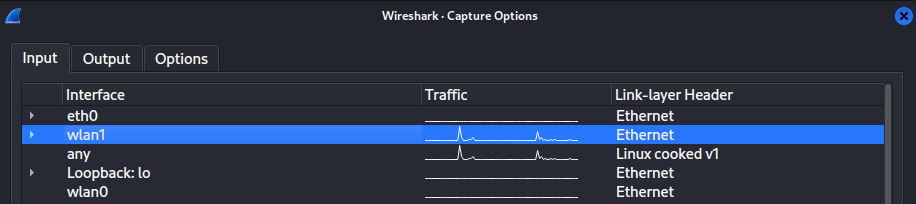 Wireshark · Capture Options
Input Output Options
Interface Traffic Link-layer Header
eth0 Ethernet
wlan1 Ethernet
any Linux cooked v1
Loopback: lo Ethernet
wlan0 Ethernet